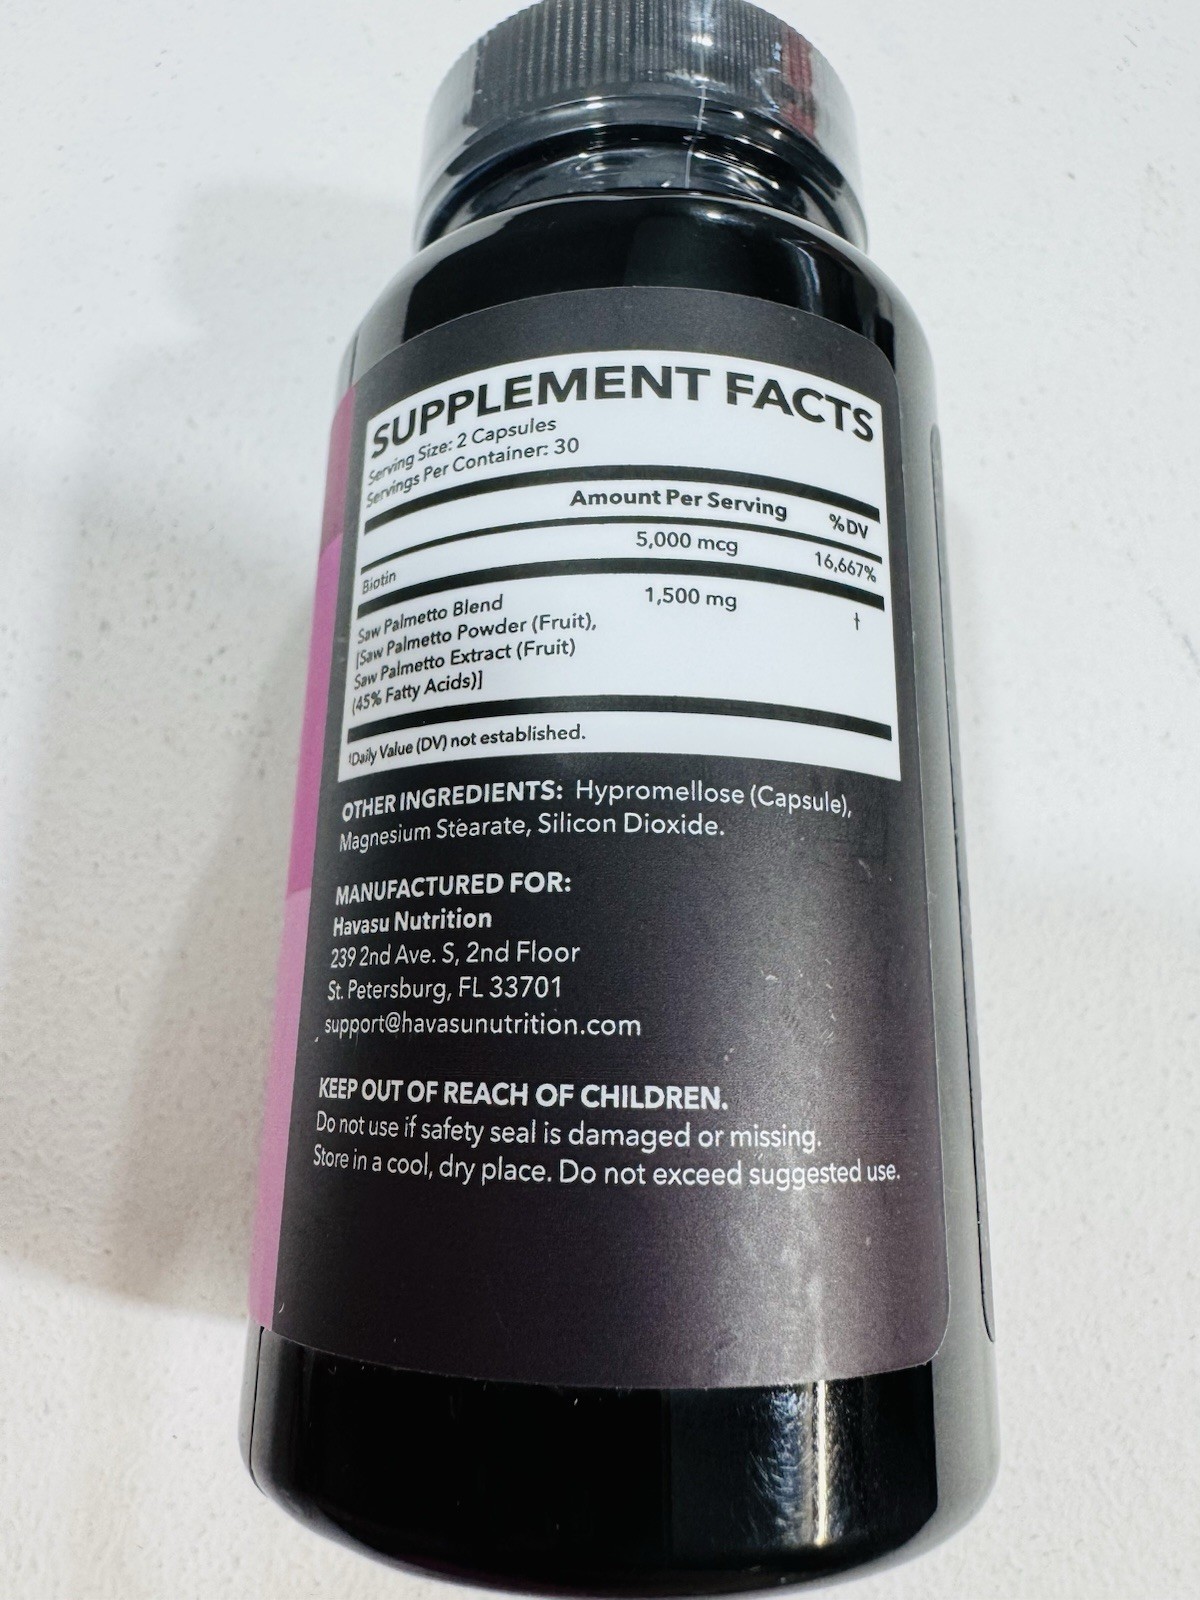 SUPPLEMENT FACTS
Serving Size: 2 Capsules
Servings Per Container: 30
Amount Per Serving %DV
Biotin 5,000 mcg 16,667%
Saw Palmetto Blend 1,500 mg †
[Saw Palmetto Powder (Fruit),
Saw Palmetto Extract (Fruit)
(45% Fatty Acids)]
†Daily Value (DV) not established.
OTHER INGREDIENTS: Hypromellose (Capsule),
Magnesium Stearate, Silicon Dioxide.
MANUFACTURED FOR:
Havasu Nutrition
239 2nd Ave. S, 2nd Floor
St. Petersburg, FL 33701
support@havasunutrition.com
KEEP OUT OF REACH OF CHILDREN.
Do not use if safety seal is damaged or missing.
Store in a cool, dry place. Do not exceed suggested use.